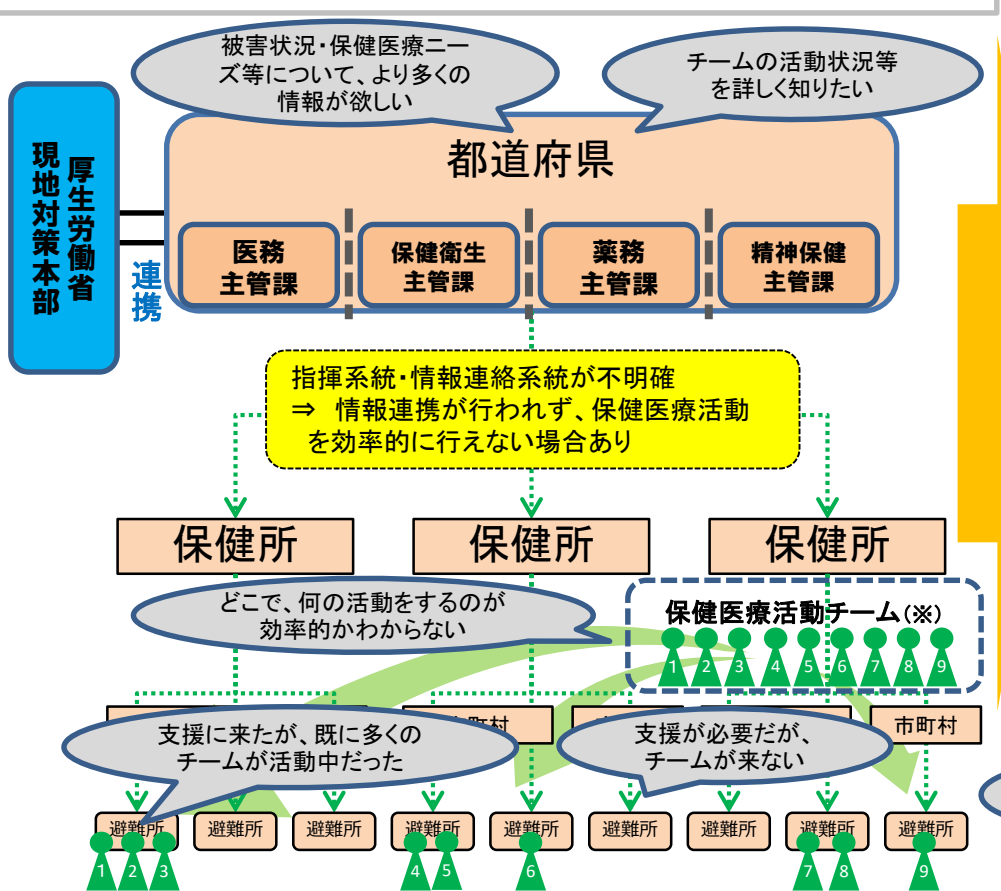 被害状況・保健医療ニー
ズ等について、より多くの
情報が欲しい
チームの活動状況等
を詳しく知りたい
厚生労働省
現地対策本部
連携
都道府県
医務
主管課
保健衛生
主管課
薬務
主管課
精神保健
主管課
指揮系統・情報連絡系統が不明確
⇒ 情報連携が行われず、保健医療活動
を効率的に行えない場合あり
保健所
保健所
保健所
どこで、何の活動をするのが
効率的かわからない
保健医療活動チーム(※)
1 2 3 4 5 6 7 8 9
町村
市町村
支援に来たが、既に多くの
チームが活動中だった
支援が必要だが、
チームが来ない
避難所 避難所 避難所 避難所 避難所 避難所 避難所 避難所 避難所
1 2 3 4 5 6 7 8 9